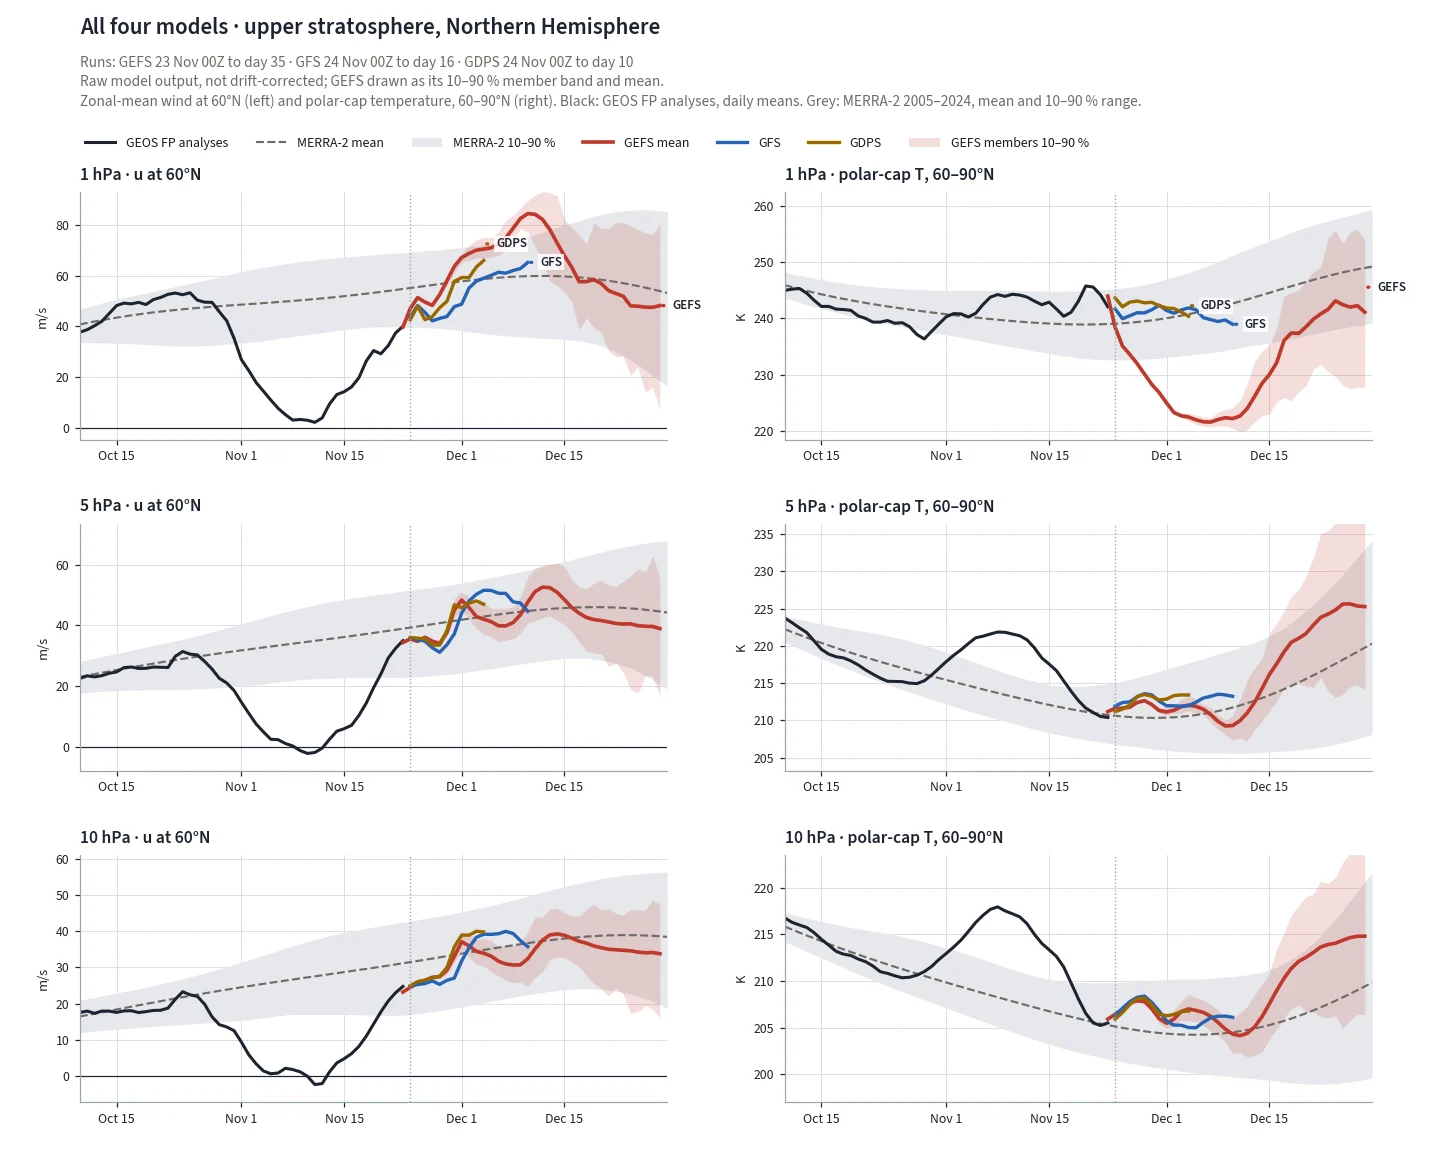 All four models · upper stratosphere, Northern Hemisphere
Runs: GEFS 23 Nov 00Z to day 35 · GFS 24 Nov 00Z to day 16 · GDPS 24 Nov 00Z to day 10
Raw model output, not drift-corrected; GEFS drawn as its 10–90 % member band and mean.
Zonal-mean wind at 60°N (left) and polar-cap temperature, 60–90°N (right). Black: GEOS FP analyses, daily means. Grey: MERRA-2 2005–2024, mean and 10–90 % range.
GEOS FP analyses MERRA-2 mean MERRA-2 10–90 % GEFS mean GFS GDPS GEFS members 10–90 %
1 hPa · u at 60°N
80
60
40
20
0
m/s
GDPS
GFS
GEFS
Oct 15 Nov 1 Nov 15 Dec 1 Dec 15
1 hPa · polar-cap T, 60–90°N
260
250
240
230
220
K
GEFS
GDPS
GFS
Oct 15 Nov 1 Nov 15 Dec 1 Dec 15
5 hPa · u at 60°N
60
40
20
0
m/s
Oct 15 Nov 1 Nov 15 Dec 1 Dec 15
5 hPa · polar-cap T, 60–90°N
235
230
225
220
215
210
205
K
Oct 15 Nov 1 Nov 15 Dec 1 Dec 15
10 hPa · u at 60°N
60
50
40
30
20
10
0
m/s
Oct 15 Nov 1 Nov 15 Dec 1 Dec 15
10 hPa · polar-cap T, 60–90°N
220
215
210
205
200
K
Oct 15 Nov 1 Nov 15 Dec 1 Dec 15